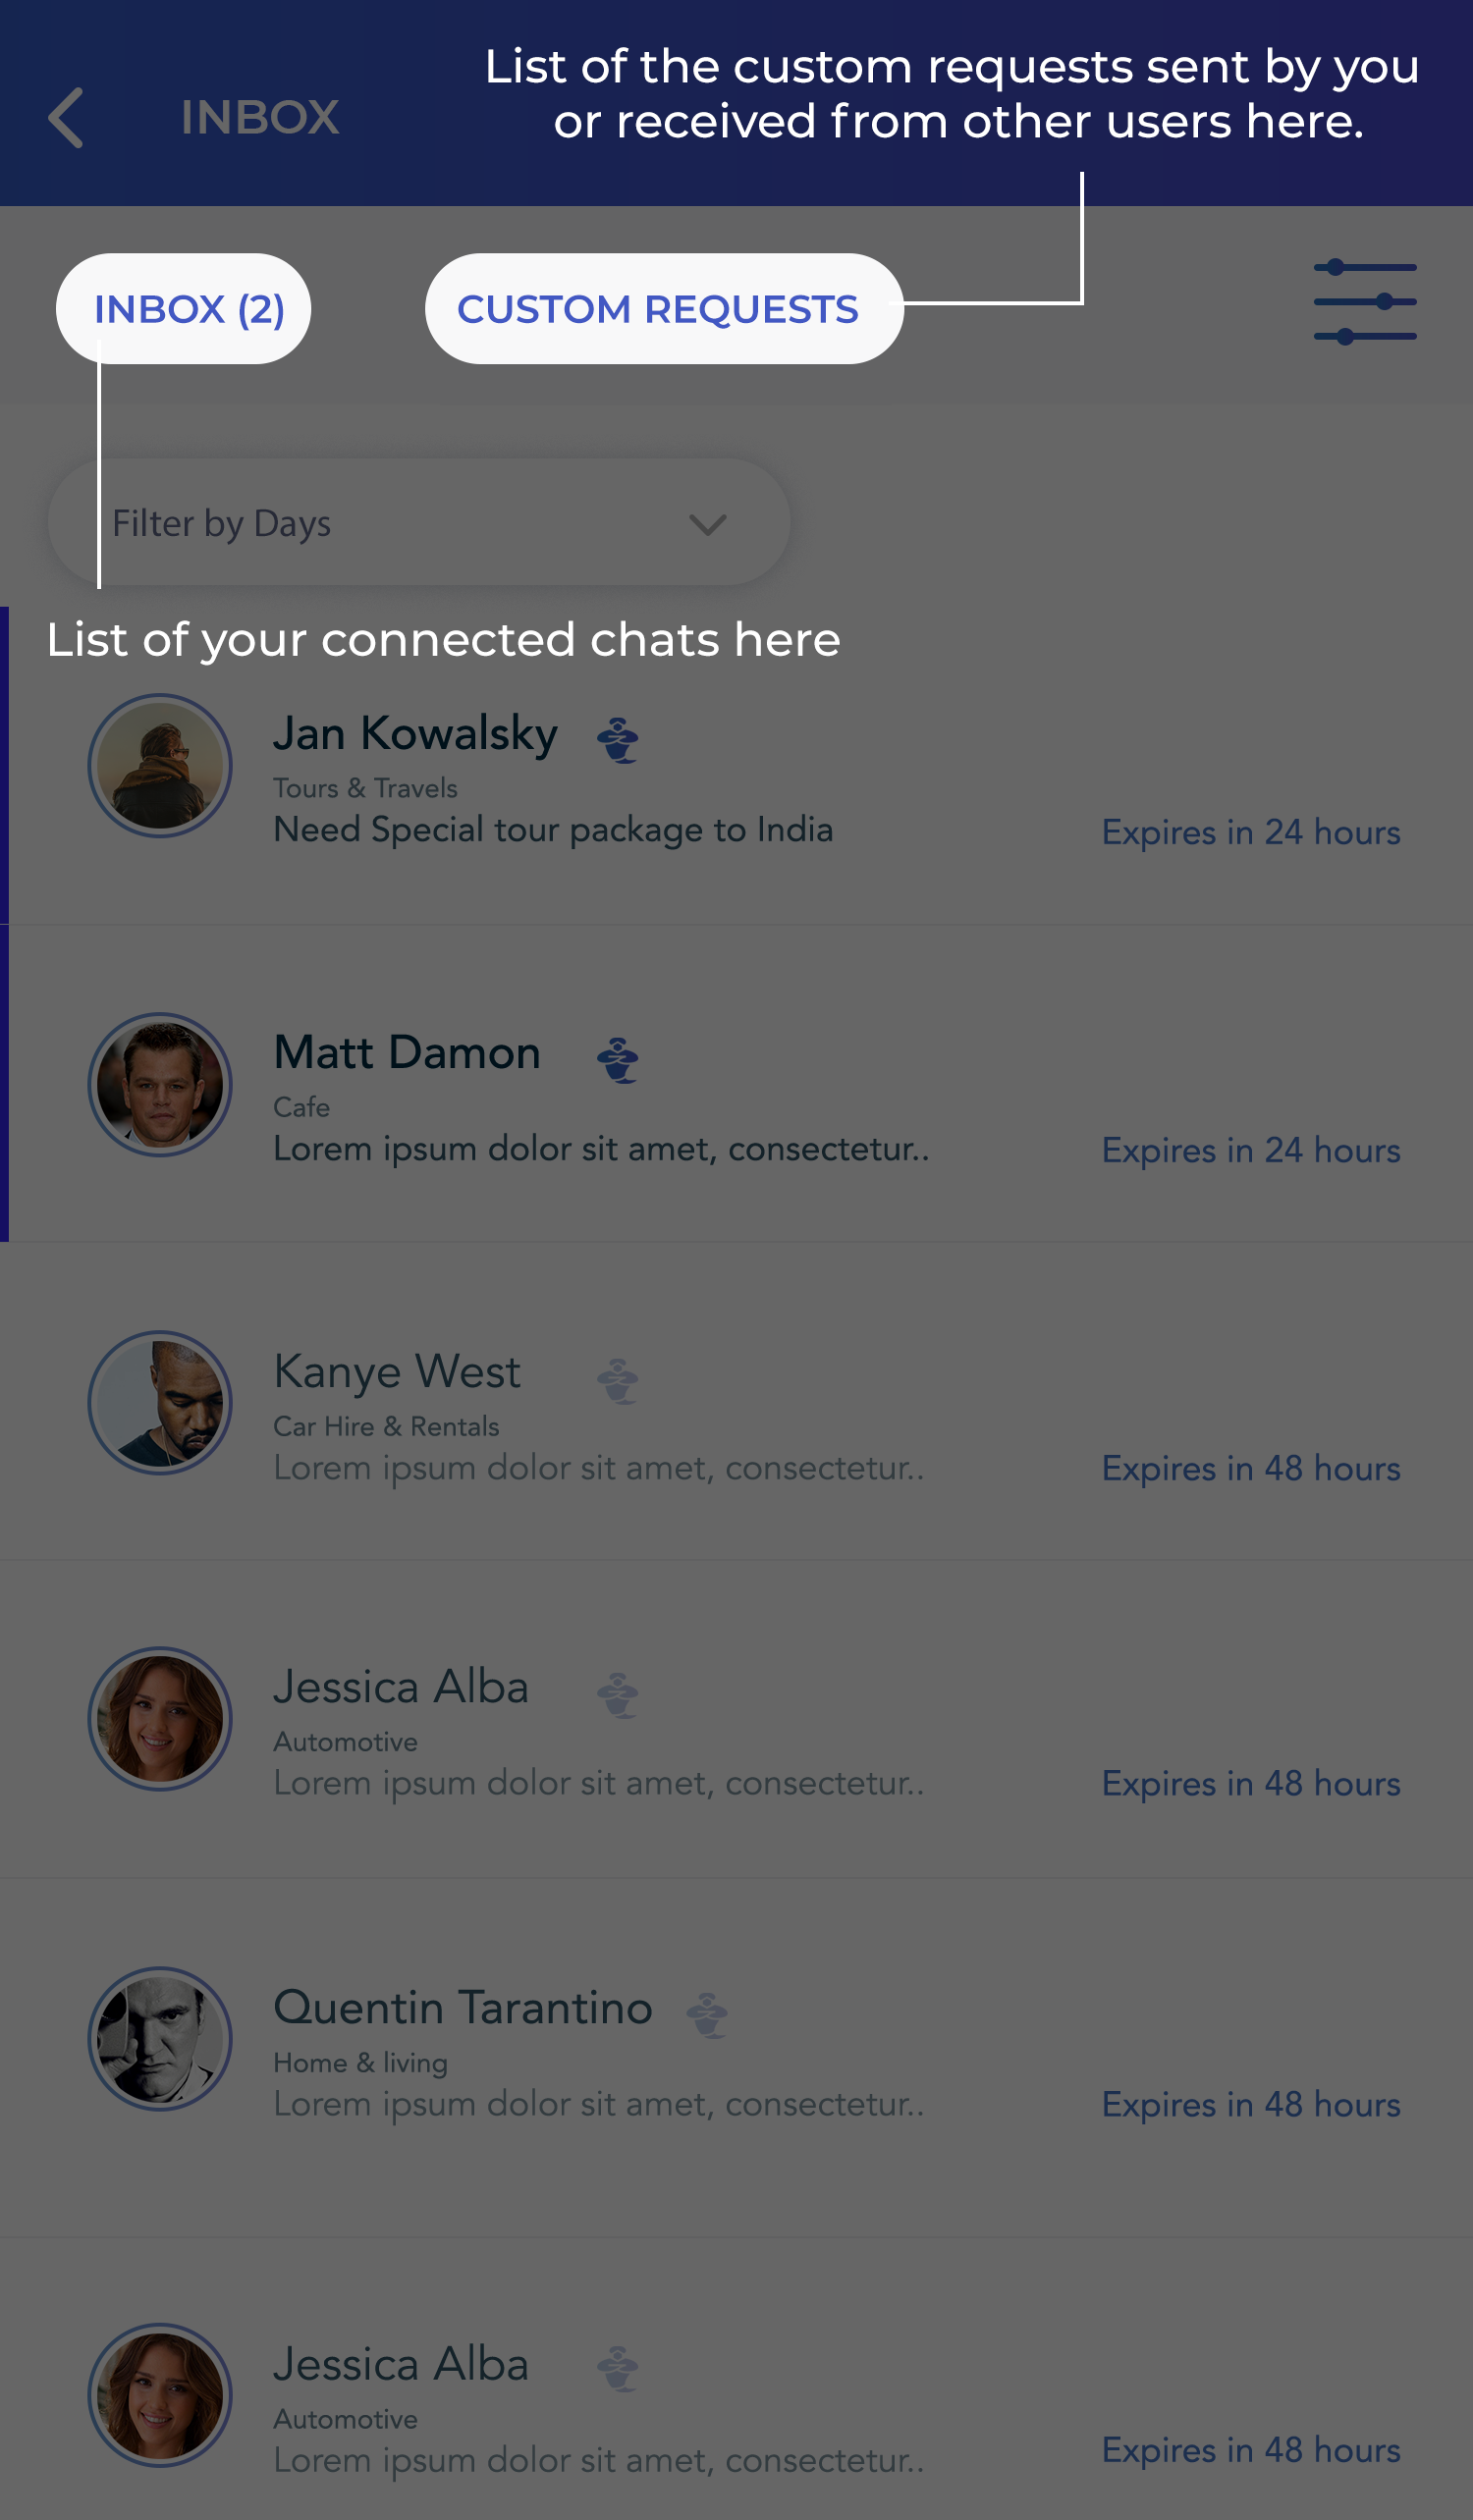 List of the custom requests sent by you
or received from other users here.
INBOX
INBOX (2)
CUSTOM REQUESTS
Filter by Days
List of your connected chats here
Jan Kowalsky
Tours & Travels
Need Special tour package to India
Expires in 24 hours
Matt Damon
Cafe
Lorem ipsum dolor sit amet, consectetur..
Expires in 24 hours
Kanye West
Car Hire & Rentals
Lorem ipsum dolor sit amet, consectetur..
Expires in 48 hours
Jessica Alba
Automotive
Lorem ipsum dolor sit amet, consectetur..
Expires in 48 hours
Quentin Tarantino
Home & living
Lorem ipsum dolor sit amet, consectetur..
Expires in 48 hours
Jessica Alba
Automotive
Lorem ipsum dolor sit amet, consectetur..
Expires in 48 hours